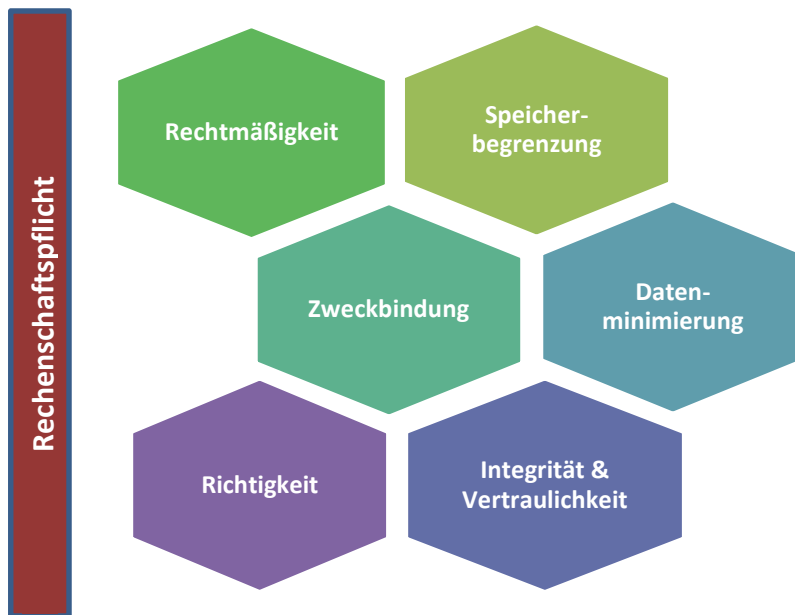 Rechenschaftspflicht
Rechtmäßigkeit
Speicher-
begrenzung
Zweckbindung
Daten-
minimierung
Richtigkeit
Integrität &
Vertraulichkeit